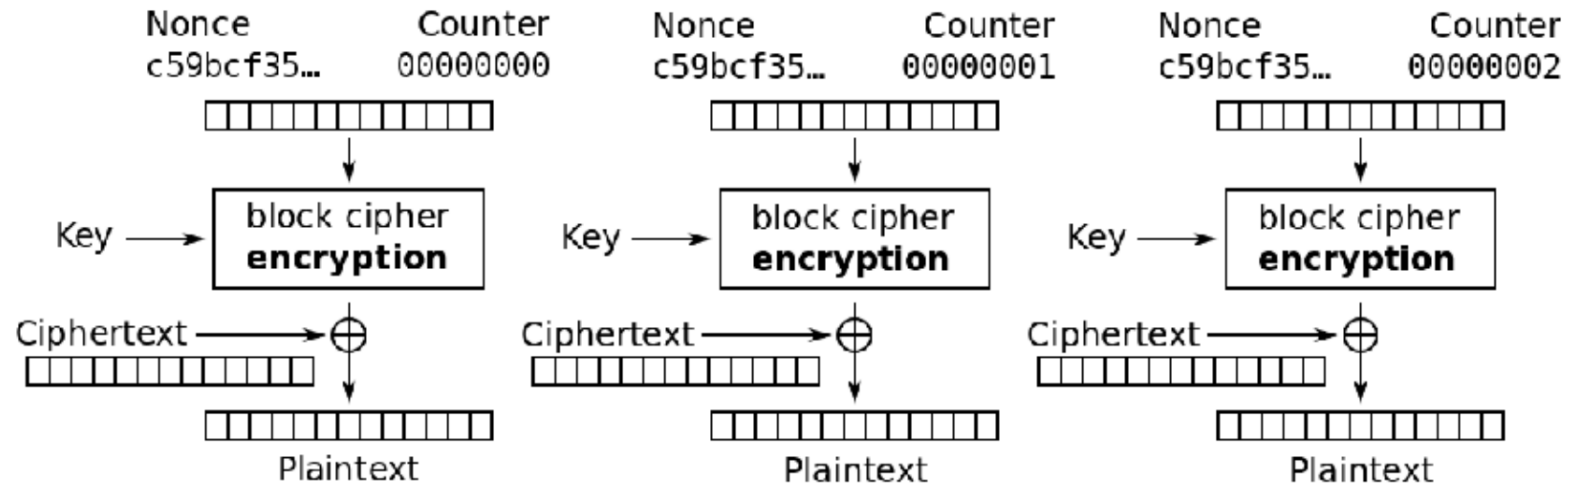 Nonce Counter Nonce Counter Nonce Counter
c59bcf35… 00000000 c59bcf35… 00000001 c59bcf35… 00000002
Key block cipher encryption Key block cipher encryption Key block cipher encryption
Ciphertext Ciphertext Ciphertext
Plaintext Plaintext Plaintext